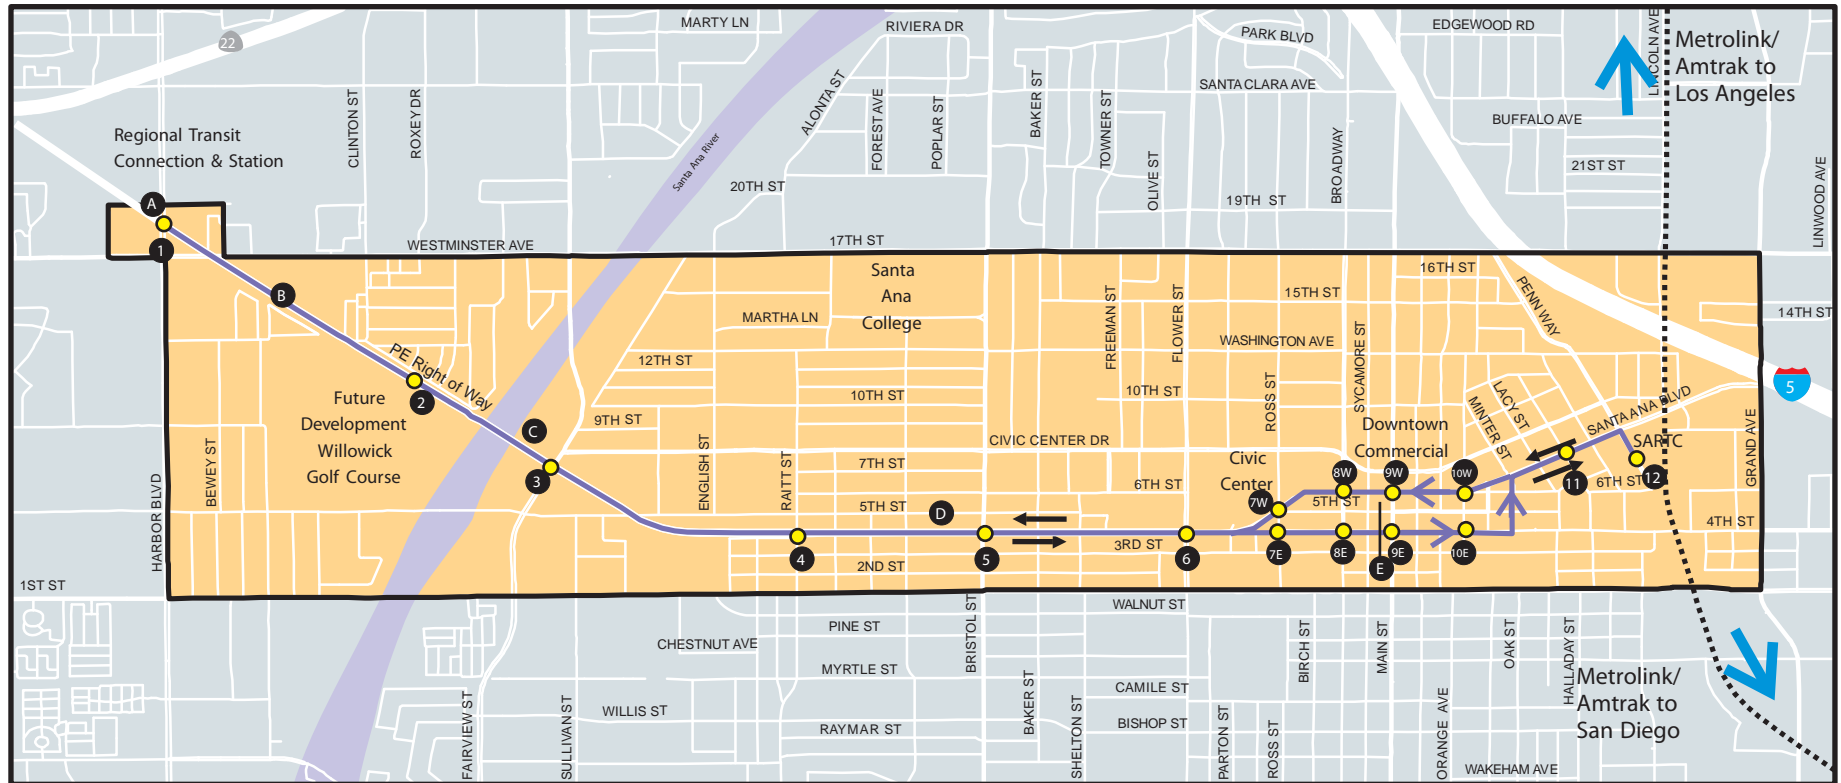 MARTY LN
RIVIERA DR
EDGEWOOD RD
PARK BLVD
LINCOLN AVE
Metrolink/
Amtrak to
Los Angeles
22
SANTA CLARA AVE
BUFFALO AVE
21ST ST
Regional Transit
Connection & Station
CLINTON ST
ROXEY DR
ALONTA ST
FOREST AVE
POPLAR ST
BAKER ST
TOWNER ST
OLIVE ST
BROADWAY
LINWOOD AVE
Santa Ana River
20TH ST
19TH ST
A
1
WESTMINSTER AVE
17TH ST
Santa
Ana
College
16TH ST
15TH ST
14TH ST
PENN WAY
B
MARTHA LN
FREEMAN ST
FLOWER ST
WASHINGTON AVE
SYCAMORE ST
12TH ST
PE Right of Way
2
Future
Development
Willowick
Golf Course
10TH ST
10TH ST
ROSS ST
5
LACY ST
MINTER ST
SANTA ANA BLVD
C
9TH ST
CIVIC CENTER DR
Downtown
Commercial
SARTC
GRAND AVE
HARBOR BLVD
BEWEY ST
3
ENGLISH ST
RAITT ST
7TH ST
6TH ST
Civic
Center
8W
9W
10W
11
6TH ST
12
7W
5TH ST
D
5TH ST
4TH ST
3RD ST
4
5
6
7E
8E
9E
10E
E
2ND ST
1ST ST
WALNUT ST
PINE ST
CHESTNUT AVE
MYRTLE ST
BRISTOL ST
BIRCH ST
MAIN ST
OAK ST
HALLADAY ST
CAMILE ST
Metrolink/
Amtrak to
San Diego
WILLIS ST
RAYMAR ST
BISHOP ST
FAIRVIEW ST
SULLIVAN ST
BAKER ST
SHELTON ST
PARTON ST
ROSS ST
ORANGE AVE
WAKEHAM AVE